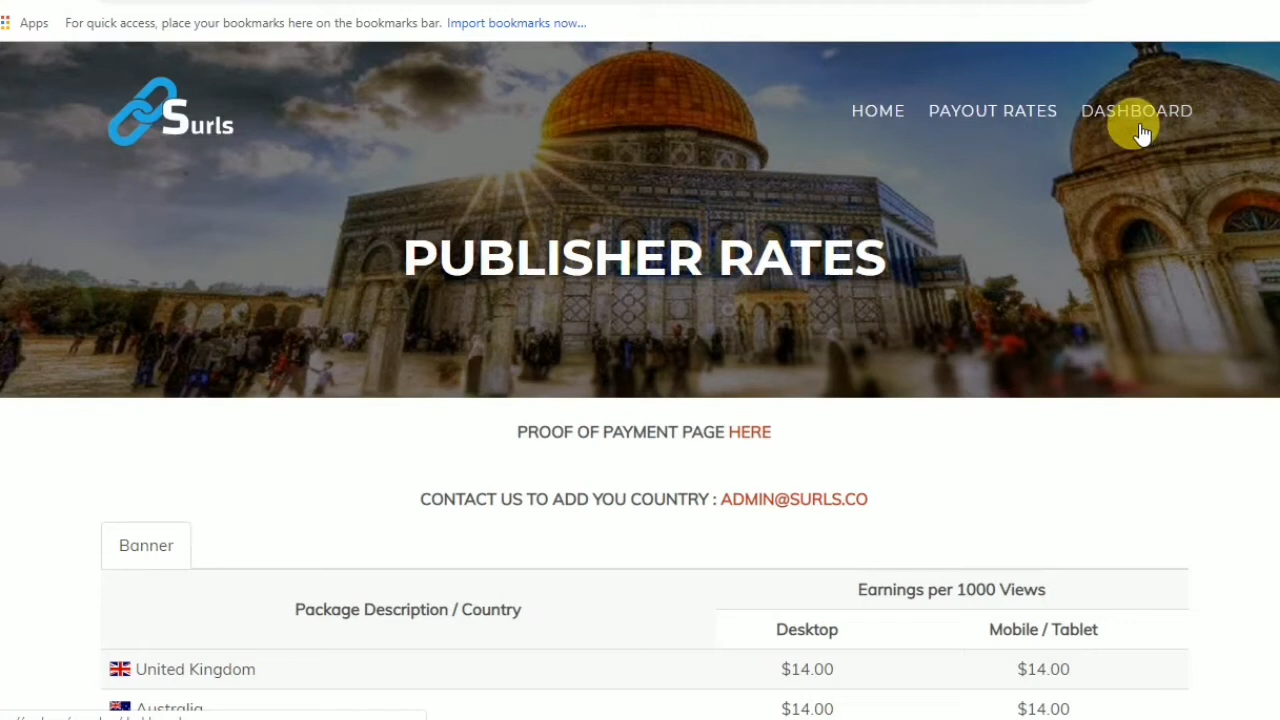 Apps For quick access, place your bookmarks here on the bookmarks bar. Import bookmarks now...
Surls
HOME PAYOUT RATES DASHBOARD
PUBLISHER RATES
PROOF OF PAYMENT PAGE HERE
CONTACT US TO ADD YOU COUNTRY : ADMIN@SURLS.CO
Banner
Package Description / Country
Earnings per 1000 Views
Desktop Mobile / Tablet
United Kingdom $14.00 $14.00
Australia $14.00 $14.00